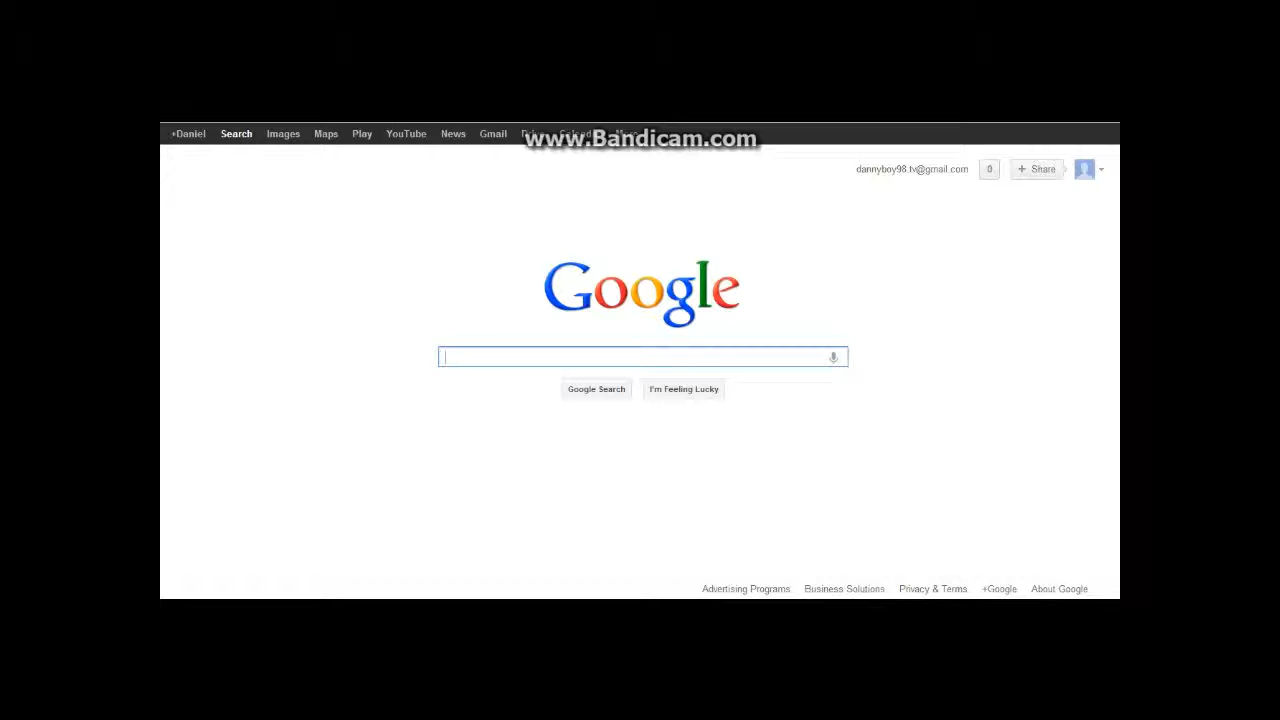 +Daniel Search Images Maps Play YouTube News Gmail
www.Bandicam.com
dannyboy98.tv@gmail.com 0 + Share
Google
Google Search I'm Feeling Lucky
Advertising Programs Business Solutions Privacy & Terms +Google About Google